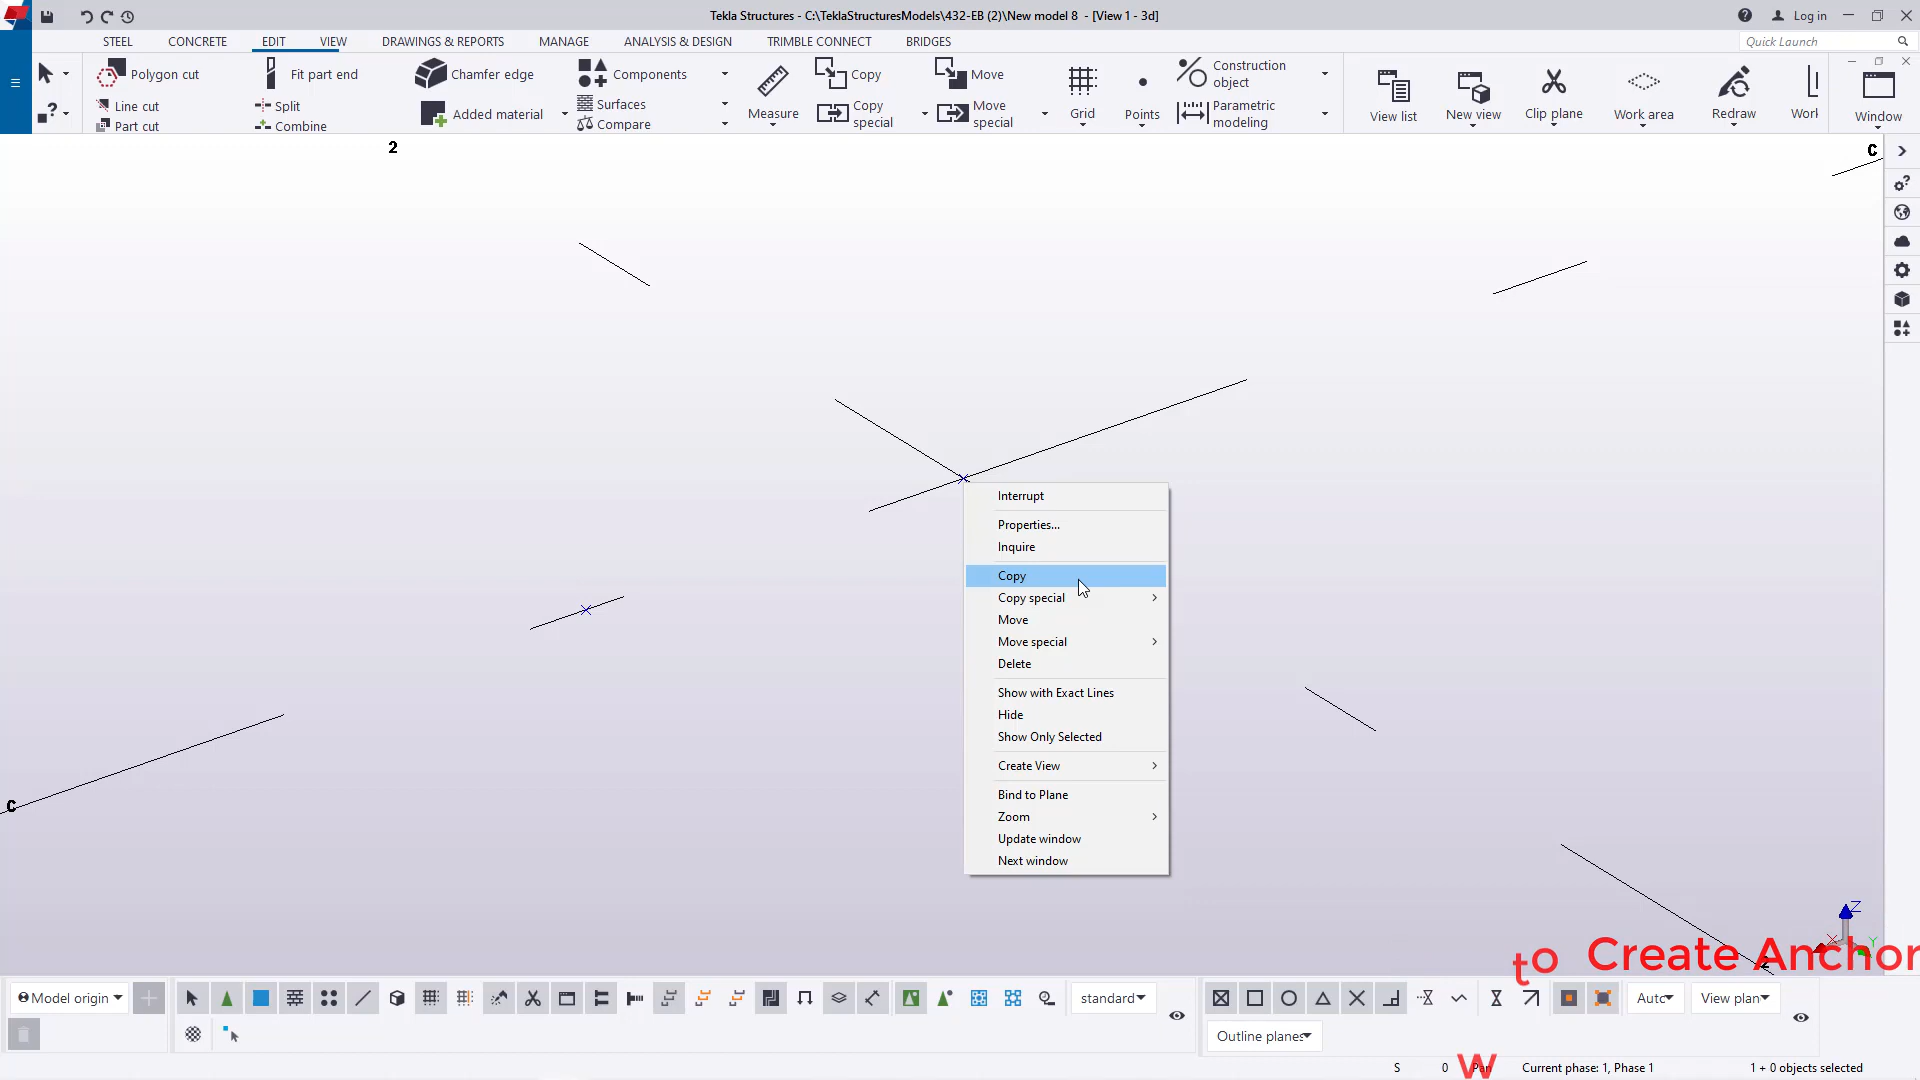 Tekla Structures - C:\TeklaStructuresModels\432-EB (2)\New model 8 - [View 1 - 3d]
Log in
STEEL CONCRETE EDIT VIEW DRAWINGS & REPORTS MANAGE ANALYSIS & DESIGN TRIMBLE CONNECT BRIDGES
Quick Launch
Polygon cut
Line cut
Part cut
Fit part end
Split
Combine
Chamfer edge
Added material
Components
Surfaces
Compare
Measure
Copy
Copy special
Move
Move special
Grid
Points
Construction object
Parametric modeling
View list
New view
Clip plane
Work area
Redraw
Worl
Window
2
C
Interrupt
Properties...
Inquire
Copy
Copy special
Move
Move special
Delete
Show with Exact Lines
Hide
Show Only Selected
Create View
Bind to Plane
Zoom
Update window
Next window
C
Z
X
Y
2
to Create Anchor
Model origin
standard
Auto
View plan
Outline planes
S 0 Pan Current phase: 1, Phase 1 1 + 0 objects selected
W